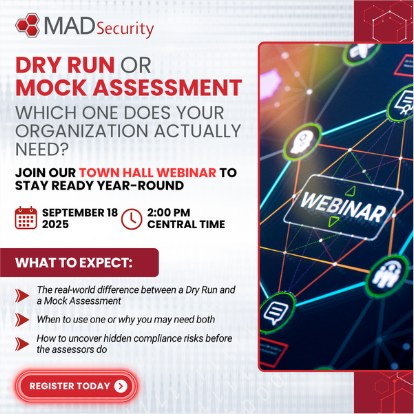 MAD Security
DRY RUN OR
MOCK ASSESSMENT
WHICH ONE DOES YOUR
ORGANIZATION ACTUALLY
NEED?
JOIN OUR TOWN HALL WEBINAR TO
STAY READY YEAR-ROUND
SEPTEMBER 18
2025
2:00 PM
CENTRAL TIME
WEBINAR
WHAT TO EXPECT:
The real-world difference between a Dry Run and
a Mock Assessment
When to use one or why you may need both
How to uncover hidden compliance risks before
the assessors do
REGISTER TODAY